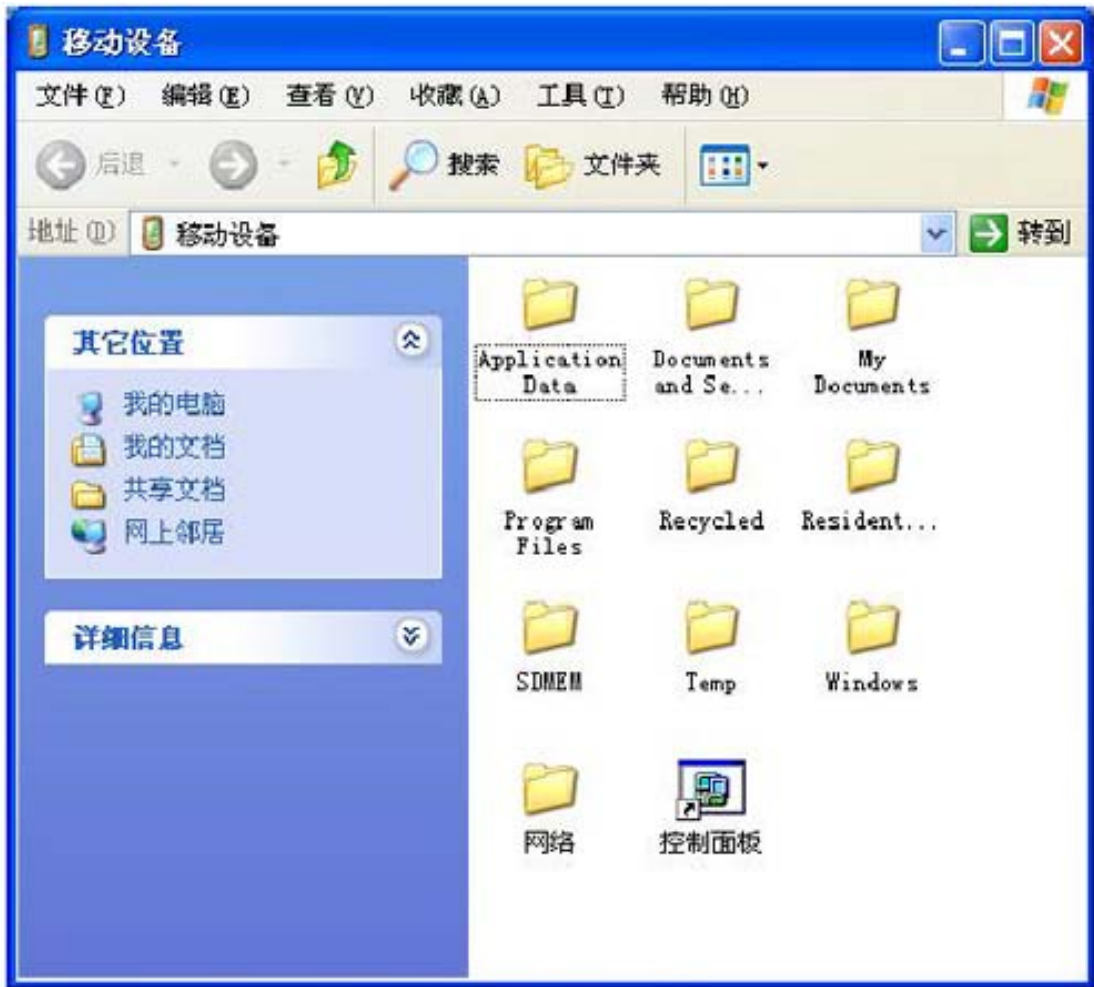 移动设备
文件(F) 编辑(E) 查看(V) 收藏(A) 工具(T) 帮助(H)
后退 搜索 文件夹
地址(D) 移动设备 转到
其它位置
我的电脑
我的文档
共享文档
网上邻居
详细信息
Application
Data
Documents
and Se...
My
Documents
Program
Files
Recycled
Resident...
SDMEM
Temp
Windows
网络
控制面板